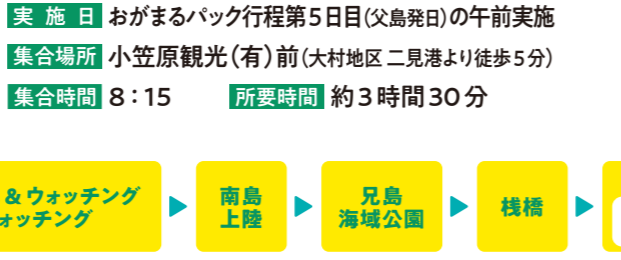 実施日 おがまるパック行程第5日目(父島発日)の午前実施
集合場所 小笠原観光(有)前(大村地区 二見港より徒歩5分)
集合時間 8:15 所要時間 約3時間30分
&ウォッチング
ォッチング
南島
上陸
兄島
海域公園
桟橋